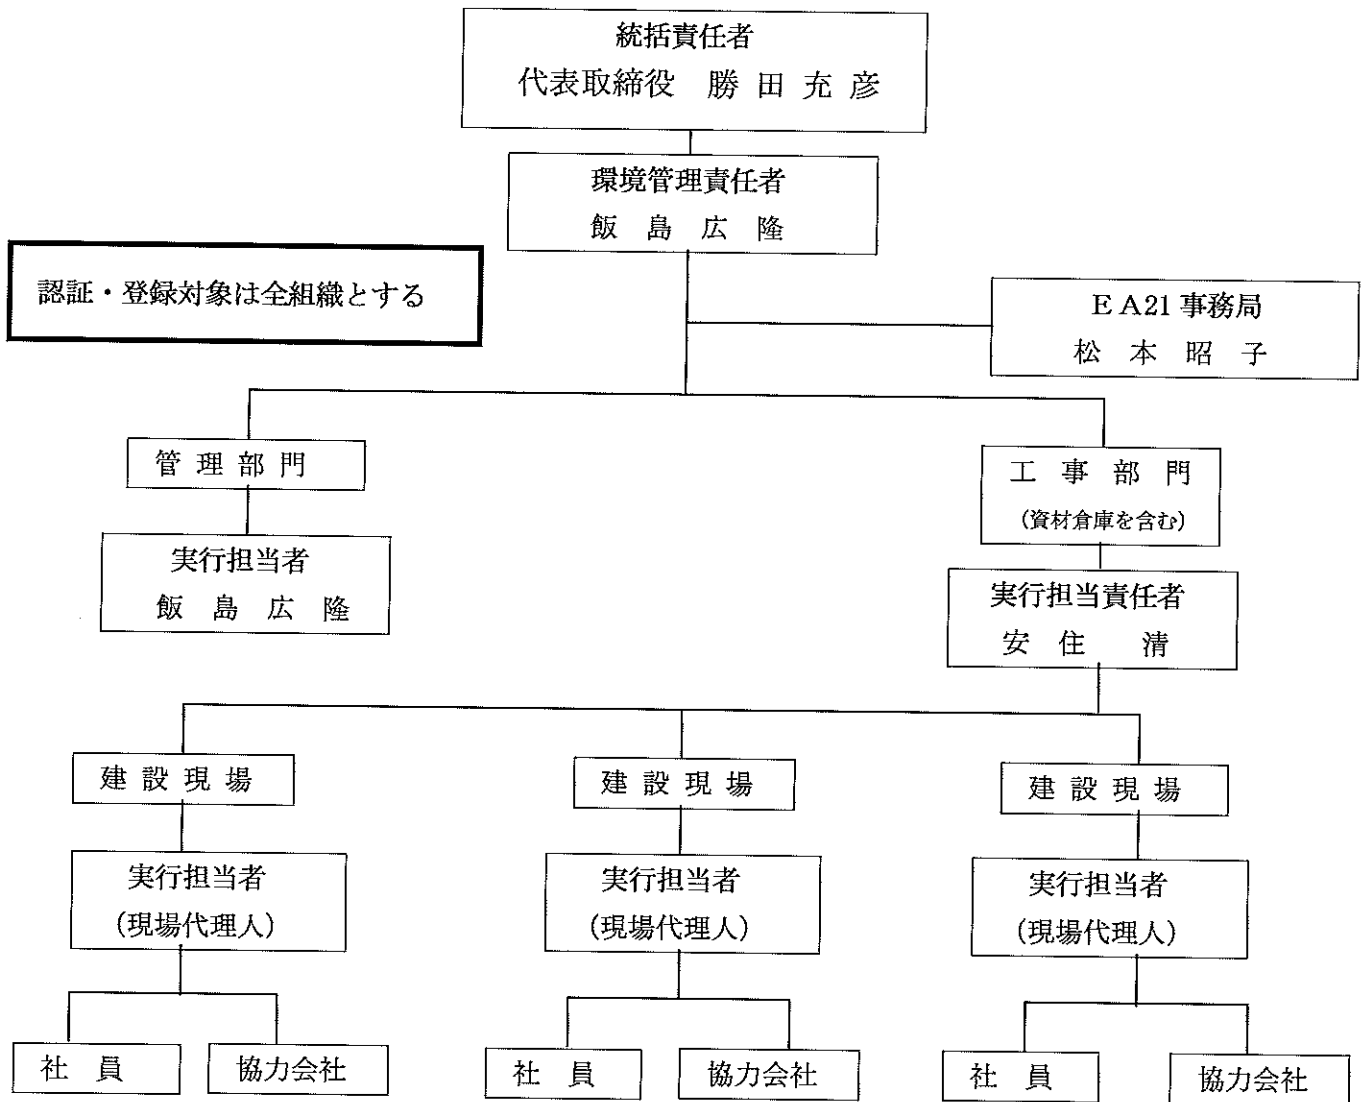 統括責任者
代表取締役 勝田充彦
環境管理責任者
飯島広隆
認証・登録対象は全組織とする
EA21事務局
松本昭子
管理部門
工事部門
(資材倉庫を含む)
実行担当者
飯島広隆
実行担当責任者
安住 清
建設現場
建設現場
建設現場
実行担当者
(現場代理人)
実行担当者
(現場代理人)
実行担当者
(現場代理人)
社員
協力会社
社員
協力会社
社員
協力会社